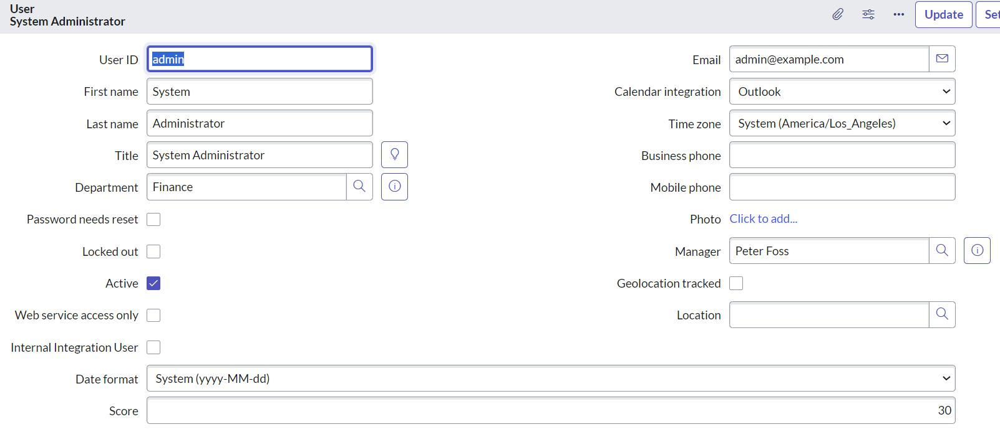 User
System Administrator
Update
Set
User ID admin
First name System
Last name Administrator
Title System Administrator
Department Finance
Password needs reset
Locked out
Active
Web service access only
Internal Integration User
Email admin@example.com
Calendar integration Outlook
Time zone System (America/Los_Angeles)
Business phone
Mobile phone
Photo Click to add...
Manager Peter Foss
Geolocation tracked
Location
Date format System (yyyy-MM-dd)
Score 30